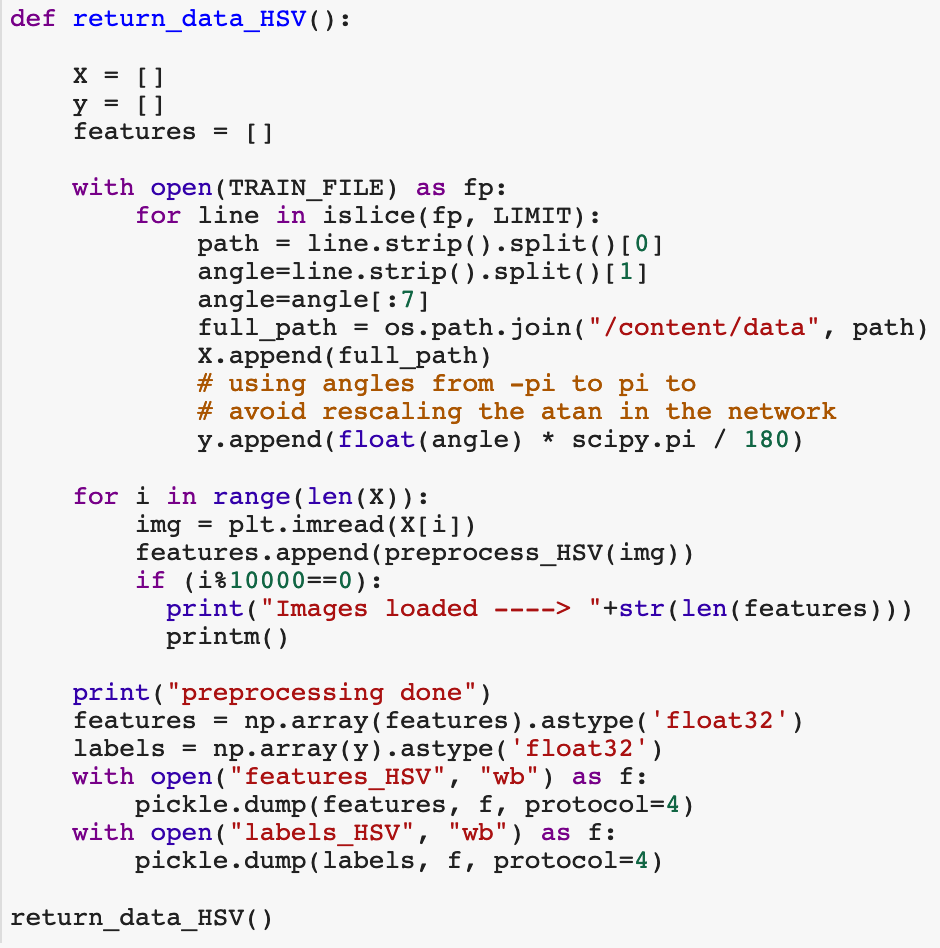 def return_data_HSV():
    X = []
    y = []
    features = []
    with open(TRAIN_FILE) as fp:
        for line in islice(fp, LIMIT):
            path = line.strip().split()[0]
            angle=line.strip().split()[1]
            angle=angle[:7]
            full_path = os.path.join("/content/data", path)
            X.append(full_path)
            # using angles from -pi to pi to
            # avoid rescaling the atan in the network
            y.append(float(angle) * scipy.pi / 180)
    for i in range(len(X)):
        img = plt.imread(X[i])
        features.append(preprocess_HSV(img))
        if (i%10000==0):
          print("Images loaded ----> "+str(len(features)))
          printm()
    print("preprocessing done")
    features = np.array(features).astype('float32')
    labels = np.array(y).astype('float32')
    with open("features_HSV", "wb") as f:
        pickle.dump(features, f, protocol=4)
    with open("labels_HSV", "wb") as f:
        pickle.dump(labels, f, protocol=4)
return_data_HSV()